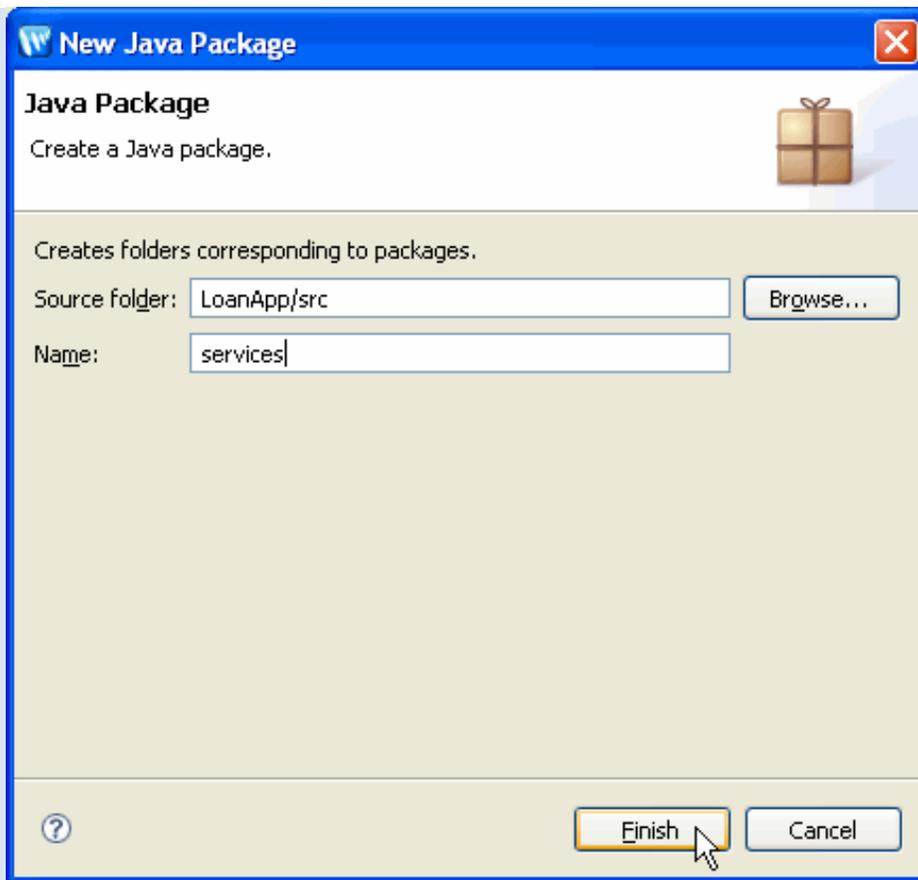 New Java Package
Java Package
Create a Java package.
Creates folders corresponding to packages.
Source folder: LoanApp/src Browse...
Name: services
Finish Cancel